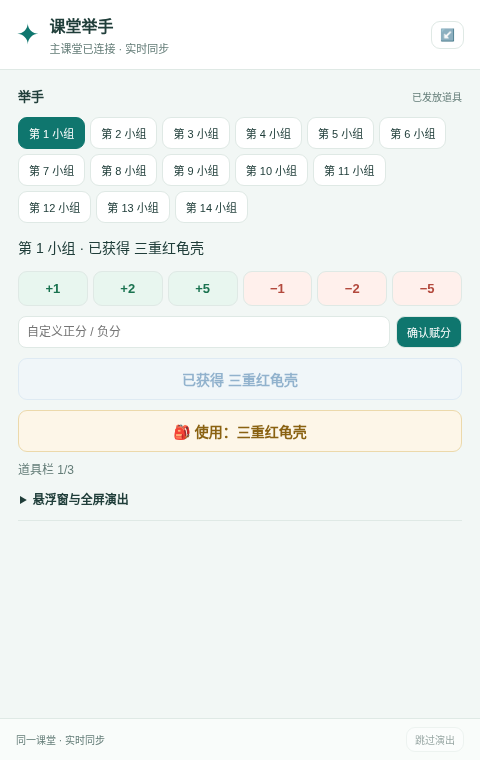 课堂举手
主课堂已连接 · 实时同步
举手
已发放道具
第 1 小组 第 2 小组 第 3 小组 第 4 小组 第 5 小组 第 6 小组
第 7 小组 第 8 小组 第 9 小组 第 10 小组 第 11 小组
第 12 小组 第 13 小组 第 14 小组
第 1 小组 · 已获得 三重红龟壳
+1 +2 +5 −1 −2 −5
自定义正分 / 负分 确认赋分
已获得 三重红龟壳
使用：三重红龟壳
道具栏 1/3
悬浮窗与全屏演出
同一课堂 · 实时同步 跳过演出